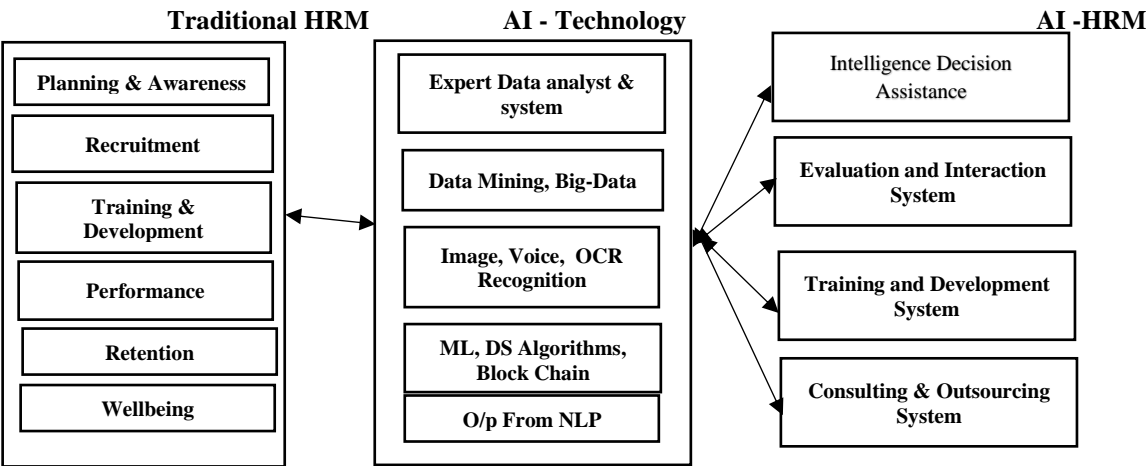 Traditional HRM
AI - Technology
AI -HRM
Planning & Awareness
Recruitment
Training &
Development
Performance
Retention
Wellbeing
Expert Data analyst &
system
Data Mining, Big-Data
Image, Voice, OCR
Recognition
ML, DS Algorithms,
Block Chain
O/p From NLP
Intelligence Decision
Assistance
Evaluation and Interaction
System
Training and Development
System
Consulting & Outsourcing
System